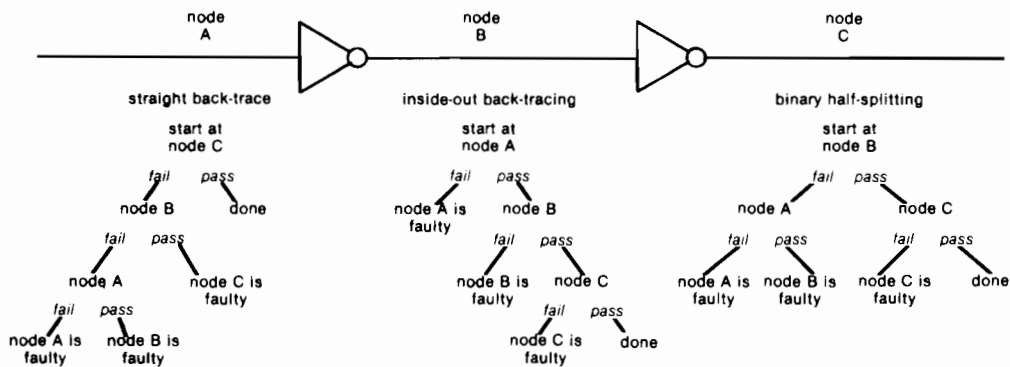 node
A
node
B
node
C
straight back-trace
start at
node C
fail pass
node B
done
fail pass
node A
node C is
faulty
fail pass
node A is
faulty
node B is
faulty
inside-out back-tracing
start at
node A
fail pass
node A is
faulty
node B
fail pass
node B is
faulty
node C
fail pass
node C is
faulty
done
binary half-splitting
start at
node B
fail pass
node A
node C
fail pass
fail pass
node A is
faulty
node B is
faulty
node C is
faulty
done